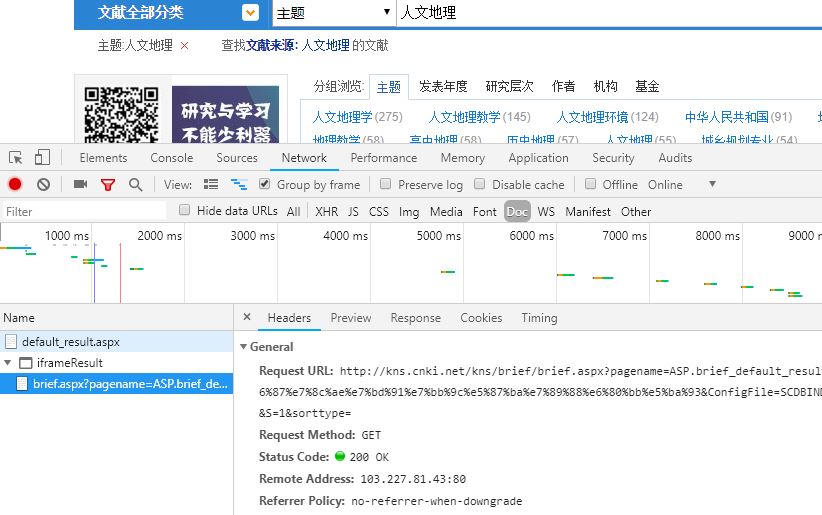 文献全部分类 主题 人文地理
主题:人文地理 × 查找文献来源: 人文地理 的文献
研究与学习
不能少利器
分组浏览: 主题 发表年度 研究层次 作者 机构 基金
人文地理学 (275) 人文地理教学 (145) 人文地理环境 (124) 中华人民共和国 (91)
地理教学 (58) 高中地理 (58) 历史地理 (57) 人文地理 (55) 城乡规划专业 (54)
Elements Console Sources Network Performance Memory Application Security Audits
View: Group by frame Preserve log Disable cache Offline Online
Filter Hide data URLs All XHR JS CSS Img Media Font Doc WS Manifest Other
1000 ms 2000 ms 3000 ms 4000 ms 5000 ms 6000 ms 7000 ms 8000 ms 9000
Name × Headers Preview Response Cookies Timing
default_result.aspx
iframeResult
brief.aspx?pagename=ASP.brief_de...
General
Request URL: http://kns.cnki.net/kns/brief/brief.aspx?pagename=ASP.brief_default_resul
6%87%e7%8c%ae%e7%bd%91%e7%bb%9c%e5%87%ba%e7%89%88%e6%80%bb%e5%ba%93&ConfigFile=SCDBIND
&S=1&sorttype=
Request Method: GET
Status Code: 200 OK
Remote Address: 103.227.81.43:80
Referrer Policy: no-referrer-when-downgrade